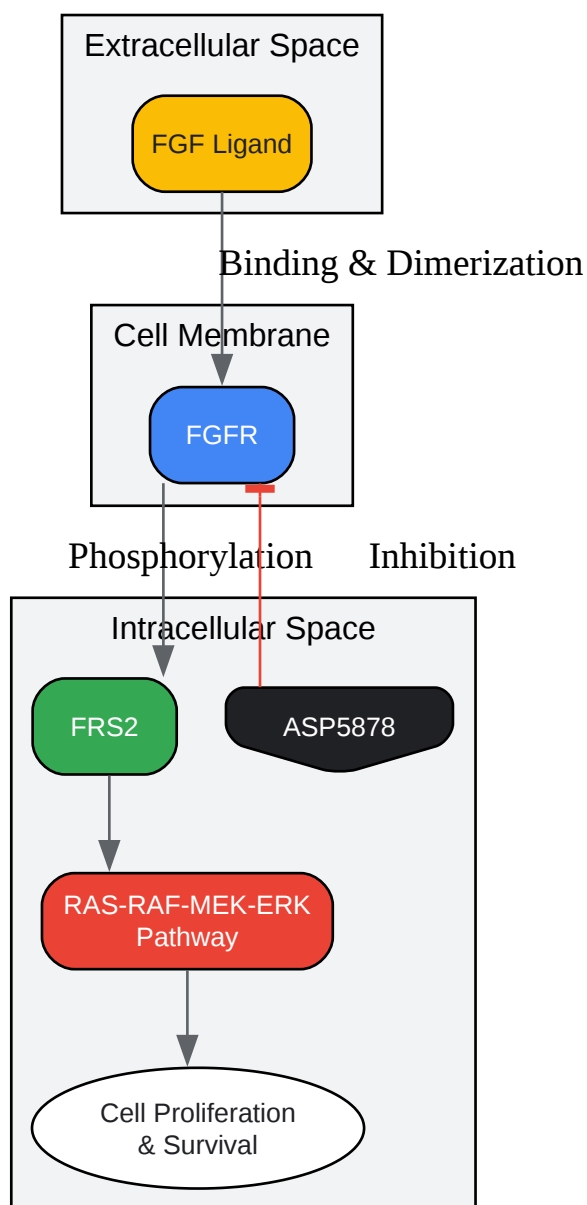 Extracellular Space
FGF Ligand
Binding & Dimerization
Cell Membrane
FGFR
Phosphorylation
Inhibition
Intracellular Space
FRS2
ASP5878
RAS-RAF-MEK-ERK
Pathway
Cell Proliferation
& Survival